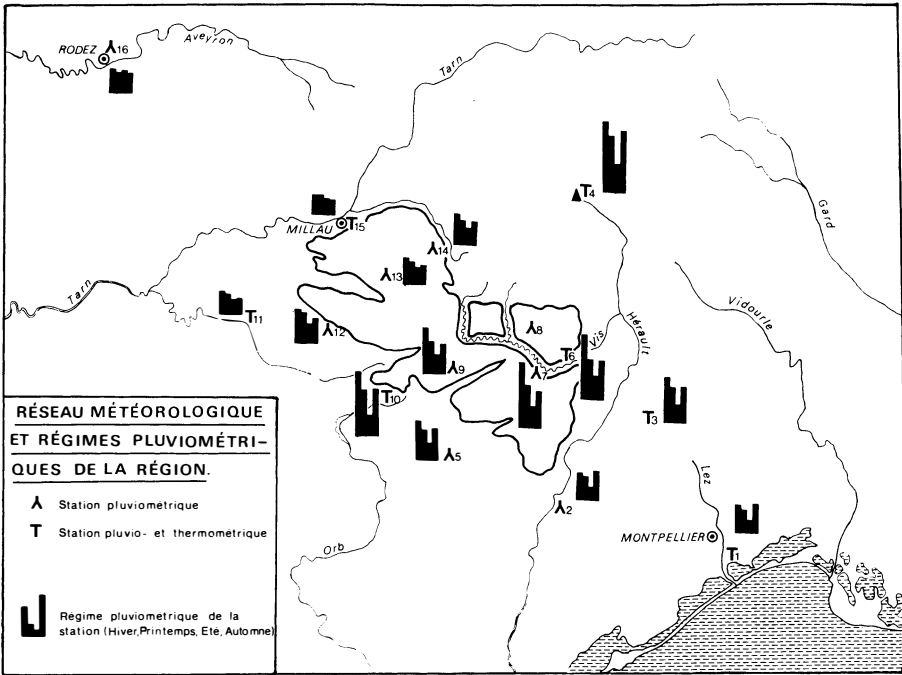 RODEZ 16
Aveyron
Tarn
T4
Gard
MILLAU T15
14
13
Tarn
T11
12
8
Vis
Hérault
Vidourle
T6
9
7
T10
T3
5
2
Lez
Orb
MONTPELLIER
T1
RÉSEAU MÉTÉOROLOGIQUE
ET RÉGIMES PLUVIOMÉTRI-
QUES DE LA RÉGION.
Station pluviométrique
T Station pluvio- et thermométrique
Régime pluviométrique de la
station (Hiver, Printemps, Eté, Automne)